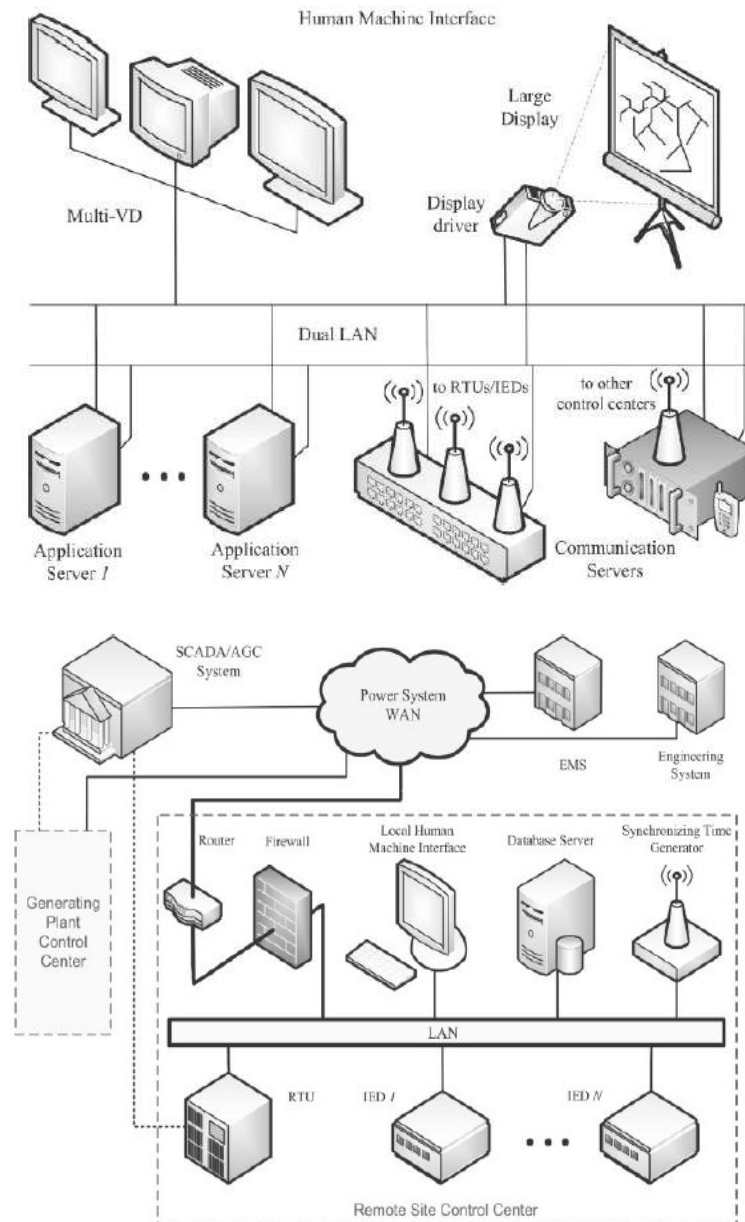 Human Machine Interface
Large
Display
Multi-VD
Display
driver
Dual LAN
to RTUs/IEDs
to other
control centers
Application
Server 1
Application
Server N
Communication
Servers
SCADA/AGC
System
Power System
WAN
EMS
Engineering
System
Router
Firewall
Local Human
Machine Interface
Database Server
Synchronizing Time
Generator
Generating
Plant
Control
Center
LAN
RTU
IED 1
IED N
Remote Site Control Center